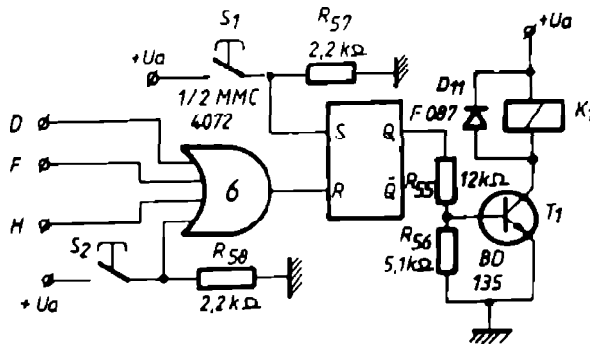 S1
R57
+Ua
+Ua
2,2 kΩ
1/2 MMC
4072
D11
F087
K1
D
S
Q
F
6
R
Q̄
R55
12kΩ
T1
H
S2
R56
5,1kΩ
BD
135
R58
+Ua
2,2 kΩ